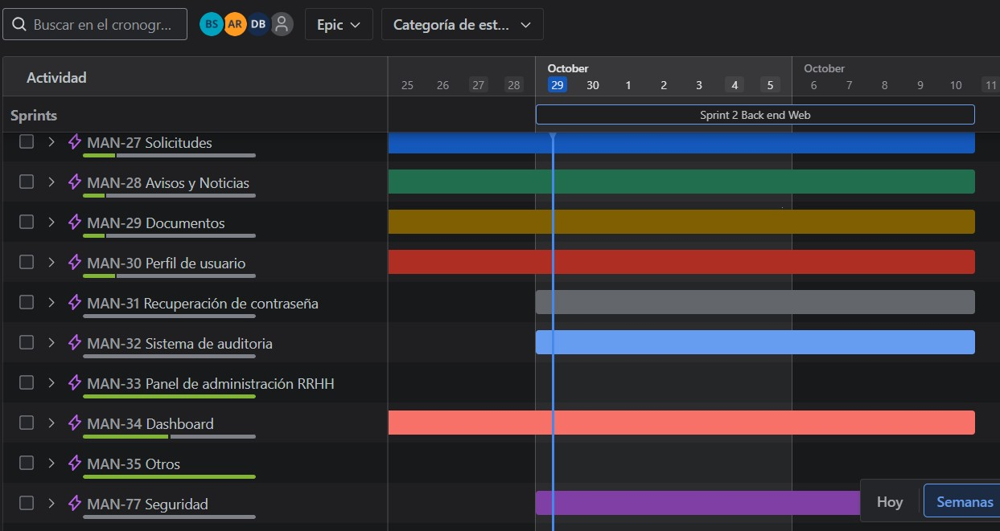 Buscar en el cronogr...
BS AR DB
Epic
Categoría de est...
Actividad
October October
25 26 27 28 29 30 1 2 3 4 5 6 7 8 9 10 11
Sprints
Sprint 2 Back end Web
MAN-27 Solicitudes
MAN-28 Avisos y Noticias
MAN-29 Documentos
MAN-30 Perfil de usuario
MAN-31 Recuperación de contraseña
MAN-32 Sistema de auditoria
MAN-33 Panel de administración RRHH
MAN-34 Dashboard
MAN-35 Otros
MAN-77 Seguridad
Hoy
Semanas